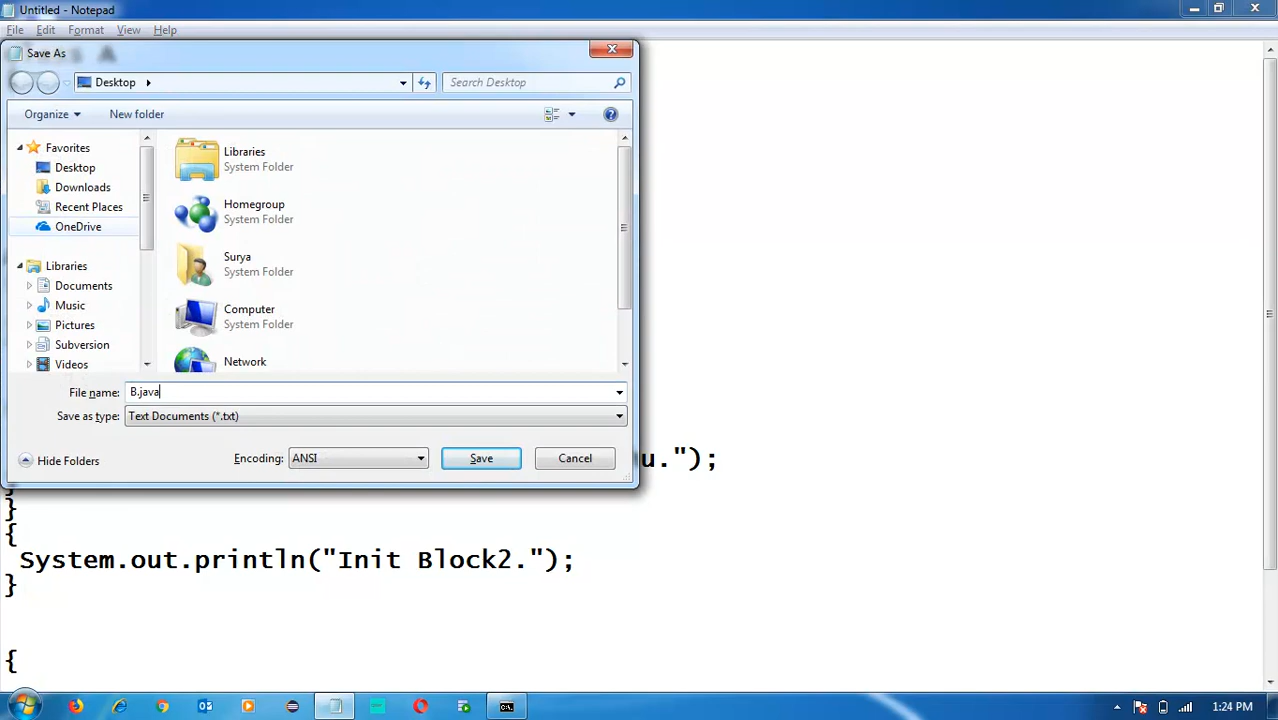 Untitled - Notepad
File Edit Format View Help
Save As
Desktop
Search Desktop
Organize New folder
Favorites
Desktop
Downloads
Recent Places
OneDrive
Libraries
Documents
Music
Pictures
Subversion
Videos
Libraries
System Folder
Homegroup
System Folder
Surya
System Folder
Computer
System Folder
Network
File name: B.java
Save as type: Text Documents (*.txt)
Hide Folders Encoding: ANSI Save Cancel
u.");
}
}
{
System.out.println("Init Block2.");
}
{
1:24 PM